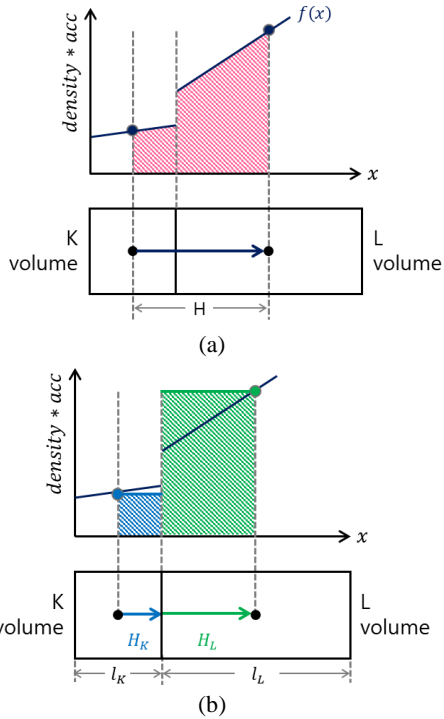 density * acc
f(x)
x
K
volume
L
volume
H
(a)
density * acc
x
K
volume
L
volume
H_K
H_L
l_K
l_L
(b)